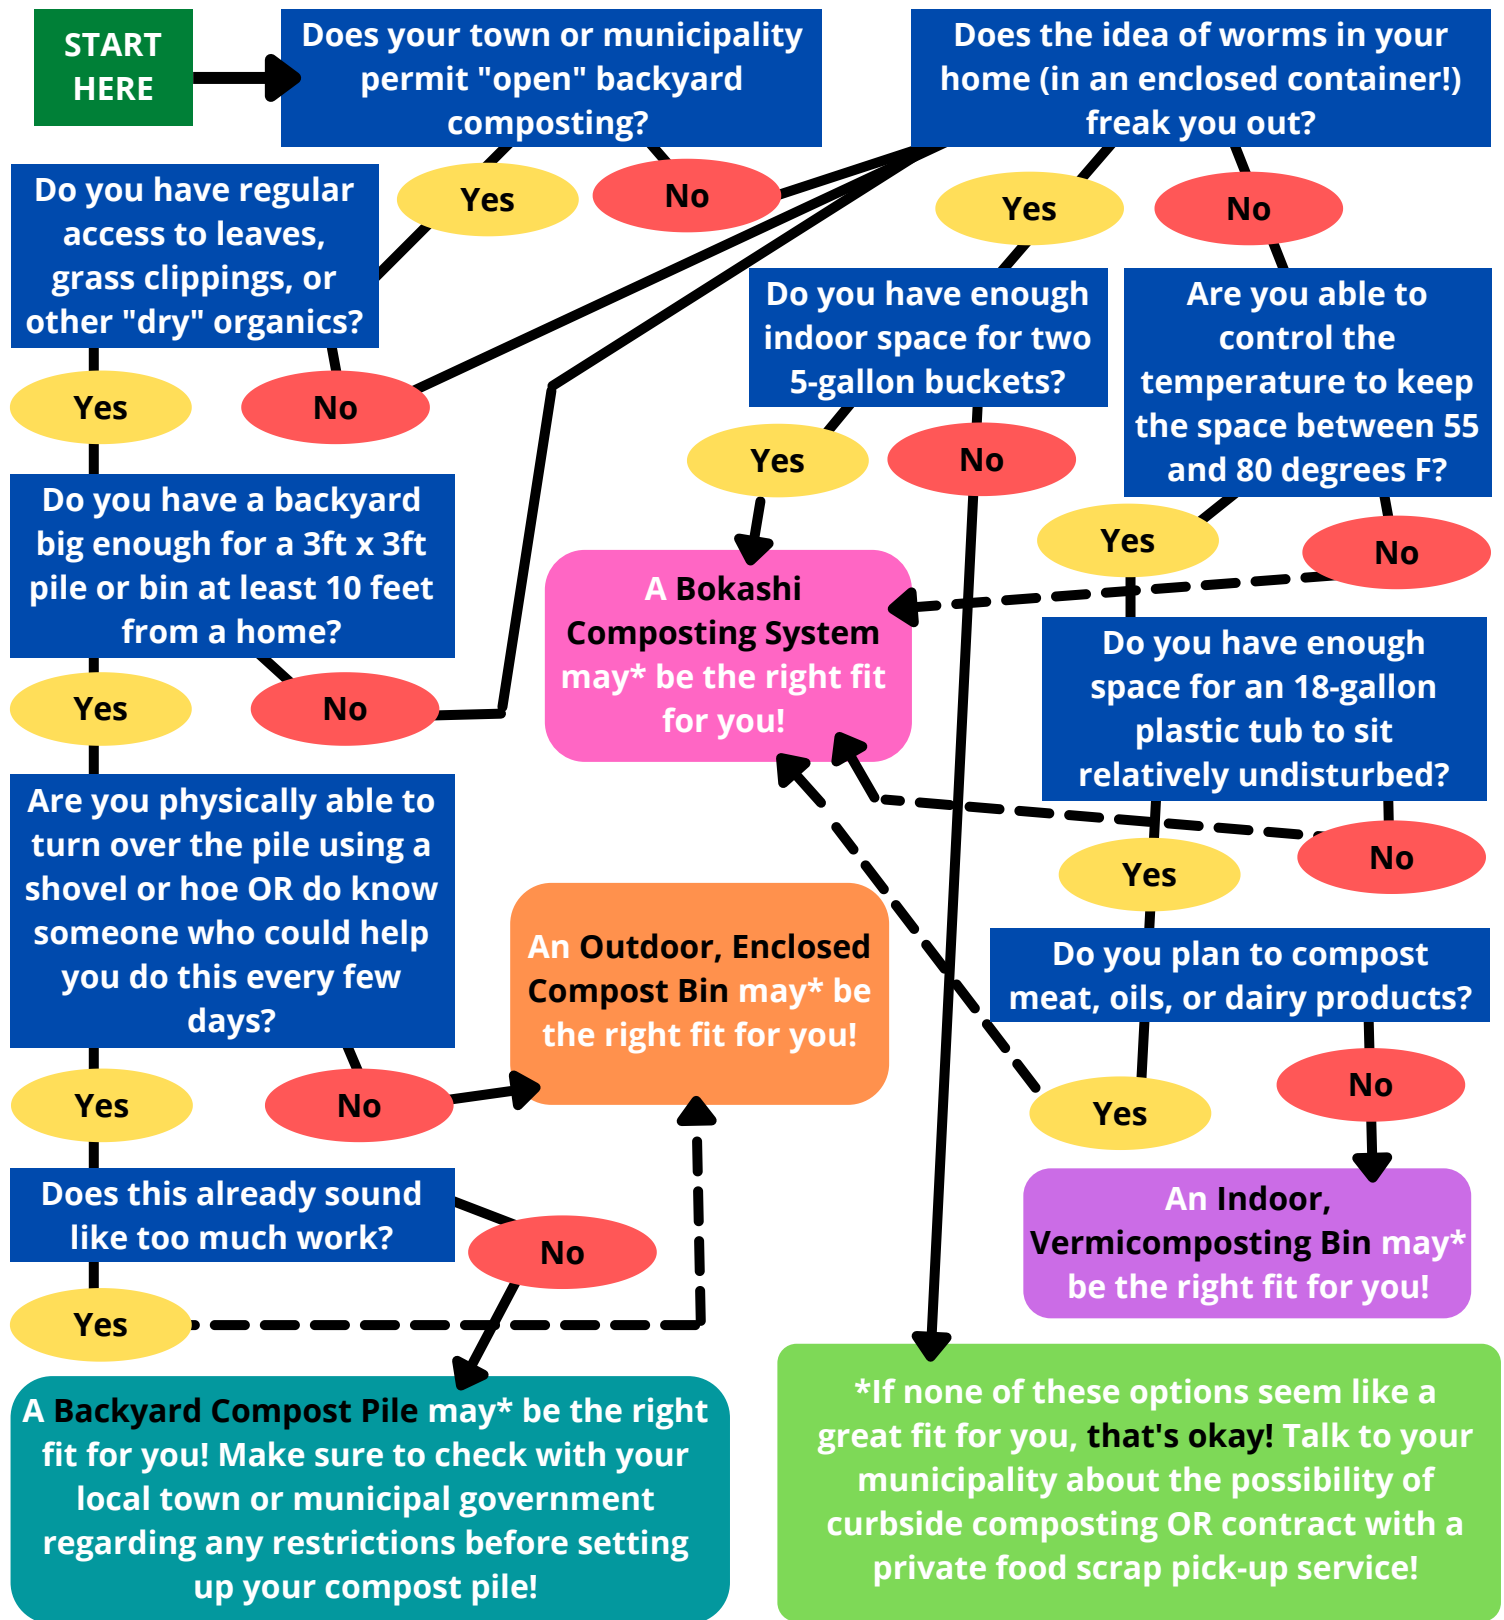 START
HERE
Does your town or municipality
permit "open" backyard
composting?
Does the idea of worms in your
home (in an enclosed container!)
freak you out?
Yes
No
Yes
No
Do you have regular
access to leaves,
grass clippings, or
other "dry" organics?
Do you have enough
indoor space for two
5-gallon buckets?
Are you able to
control the
temperature to keep
the space between 55
and 80 degrees F?
Yes
No
Yes
No
Yes
No
Do you have a backyard
big enough for a 3ft x 3ft
pile or bin at least 10 feet
from a home?
A Bokashi
Composting System
may* be the right fit
for you!
Do you have enough
space for an 18-gallon
plastic tub to sit
relatively undisturbed?
Yes
No
Yes
No
Are you physically able to
turn over the pile using a
shovel or hoe OR do know
someone who could help
you do this every few
days?
An Outdoor, Enclosed
Compost Bin may* be
the right fit for you!
Do you plan to compost
meat, oils, or dairy products?
Yes
No
Yes
No
Does this already sound
like too much work?
An Indoor,
Vermicomposting Bin may*
be the right fit for you!
No
Yes
A Backyard Compost Pile may* be the right
fit for you! Make sure to check with your
local town or municipal government
regarding any restrictions before setting
up your compost pile!
*If none of these options seem like a
great fit for you, that's okay! Talk to your
municipality about the possibility of
curbside composting OR contract with a
private food scrap pick-up service!